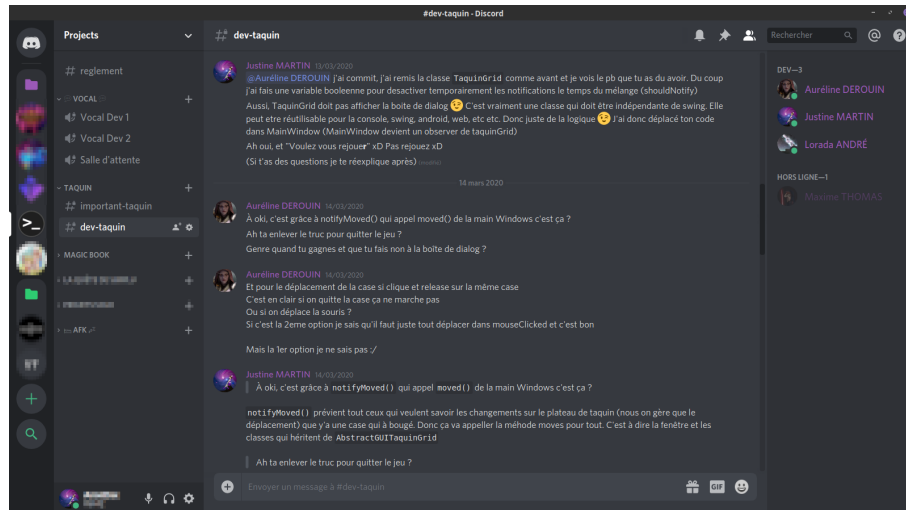 #dev-taquin - Discord
Projects
# reglement
VOCAL
Vocal Dev 1
Vocal Dev 2
Salle d'attente
TAQUIN
important-taquin
dev-taquin
MAGIC BOOK
AFK
dev-taquin
Rechercher
Justine MARTIN 13/03/2020
@Auréline DEROUIN j'ai commit, j'ai remis la classe TaquinGrid comme avant et je vois le pb que tu as du avoir. Du coup
j'ai fais une variable booleenne pour desactiver temporairement les notifications le temps du mélange (shouldNotify)
Aussi, TaquinGrid doit pas afficher la boite de dialog 😉 C'est vraiment une classe qui doit être indépendante de swing. Elle
peut etre réutilisable pour la console, swing, android, web, etc etc. Donc juste de la logique 😉 J'ai donc déplacé ton code
dans MainWindow (MainWindow devient un observer de taquinGrid)
Ah oui, et "Voulez vous rejouer" xD Pas rejouez xD
(Si t'as des questions je te réexplique après) (modifié)
14 mars 2020
Auréline DEROUIN 14/03/2020
À oki, c'est grâce à notifyMoved() qui appel moved() de la main Windows c'est ça ?
Ah ta enlever le truc pour quitter le jeu ?
Genre quand tu gagnes et que tu fais non à la boîte de dialog ?
Auréline DEROUIN 14/03/2020
Et pour le déplacement de la case si clique et release sur la même case
C'est en clair si on quitte la case ça ne marche pas
Ou si on déplace la souris ?
Si c'est la 2eme option je sais qu'il faut juste tout déplacer dans mouseClicked et c'est bon
Mais la 1er option je ne sais pas :/
Justine MARTIN 14/03/2020
À oki, c'est grâce à notifyMoved() qui appel moved() de la main Windows c'est ça ?
notifyMoved() prévient tout ceux qui veulent savoir les changements sur le plateau de taquin (nous on gère que le
déplacement) que y'a une case qui à bougé. Donc ça va appeller la méhode moves pour tout. C'est à dire la fenêtre et les
classes qui héritent de AbstractGUITaquinGrid
Ah ta enlever le truc pour quitter le jeu ?
Envoyer un message à #dev-taquin
GIF
DEV—3
Auréline DEROUIN
Justine MARTIN
Lorada ANDRÉ
HORS LIGNE—1
Maxime THOMAS